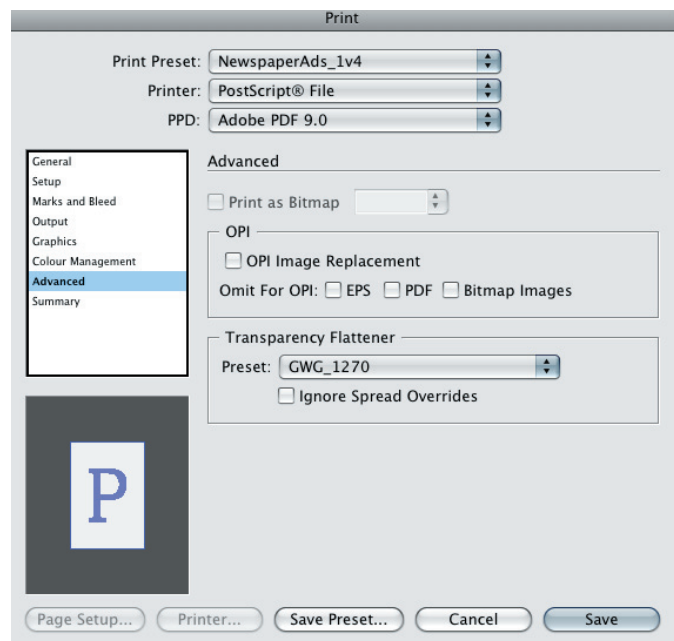 Print
Print Preset: NewspaperAds_1v4
Printer: PostScript® File
PPD: Adobe PDF 9.0
General
Setup
Marks and Bleed
Output
Graphics
Colour Management
Advanced
Summary
Advanced
Print as Bitmap
OPI
OPI Image Replacement
Omit For OPI: EPS PDF Bitmap Images
Transparency Flattener
Preset: GWG_1270
Ignore Spread Overrides
P
Page Setup... Printer... Save Preset... Cancel Save